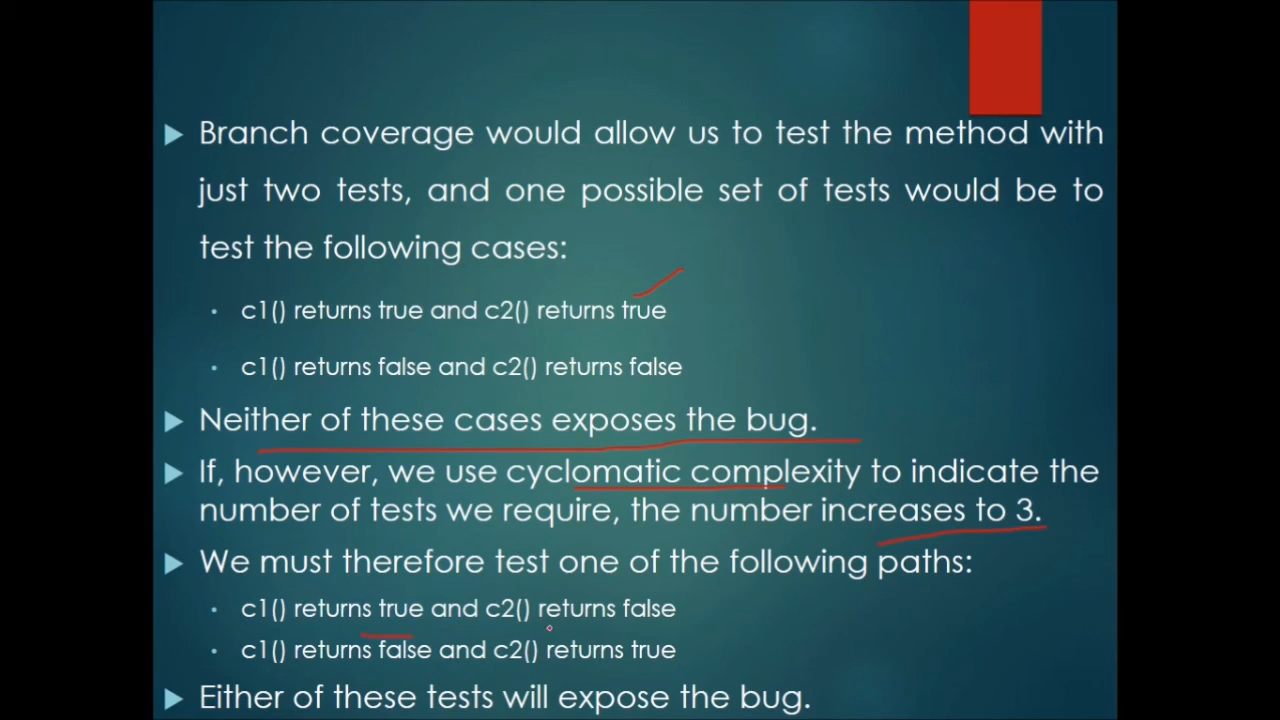 Branch coverage would allow us to test the method with
just two tests, and one possible set of tests would be to
test the following cases:
c1() returns true and c2() returns true
c1() returns false and c2() returns false
Neither of these cases exposes the bug.
If, however, we use cyclomatic complexity to indicate the
number of tests we require, the number increases to 3.
We must therefore test one of the following paths:
c1() returns true and c2() returns false
c1() returns false and c2() returns true
Either of these tests will expose the bug.